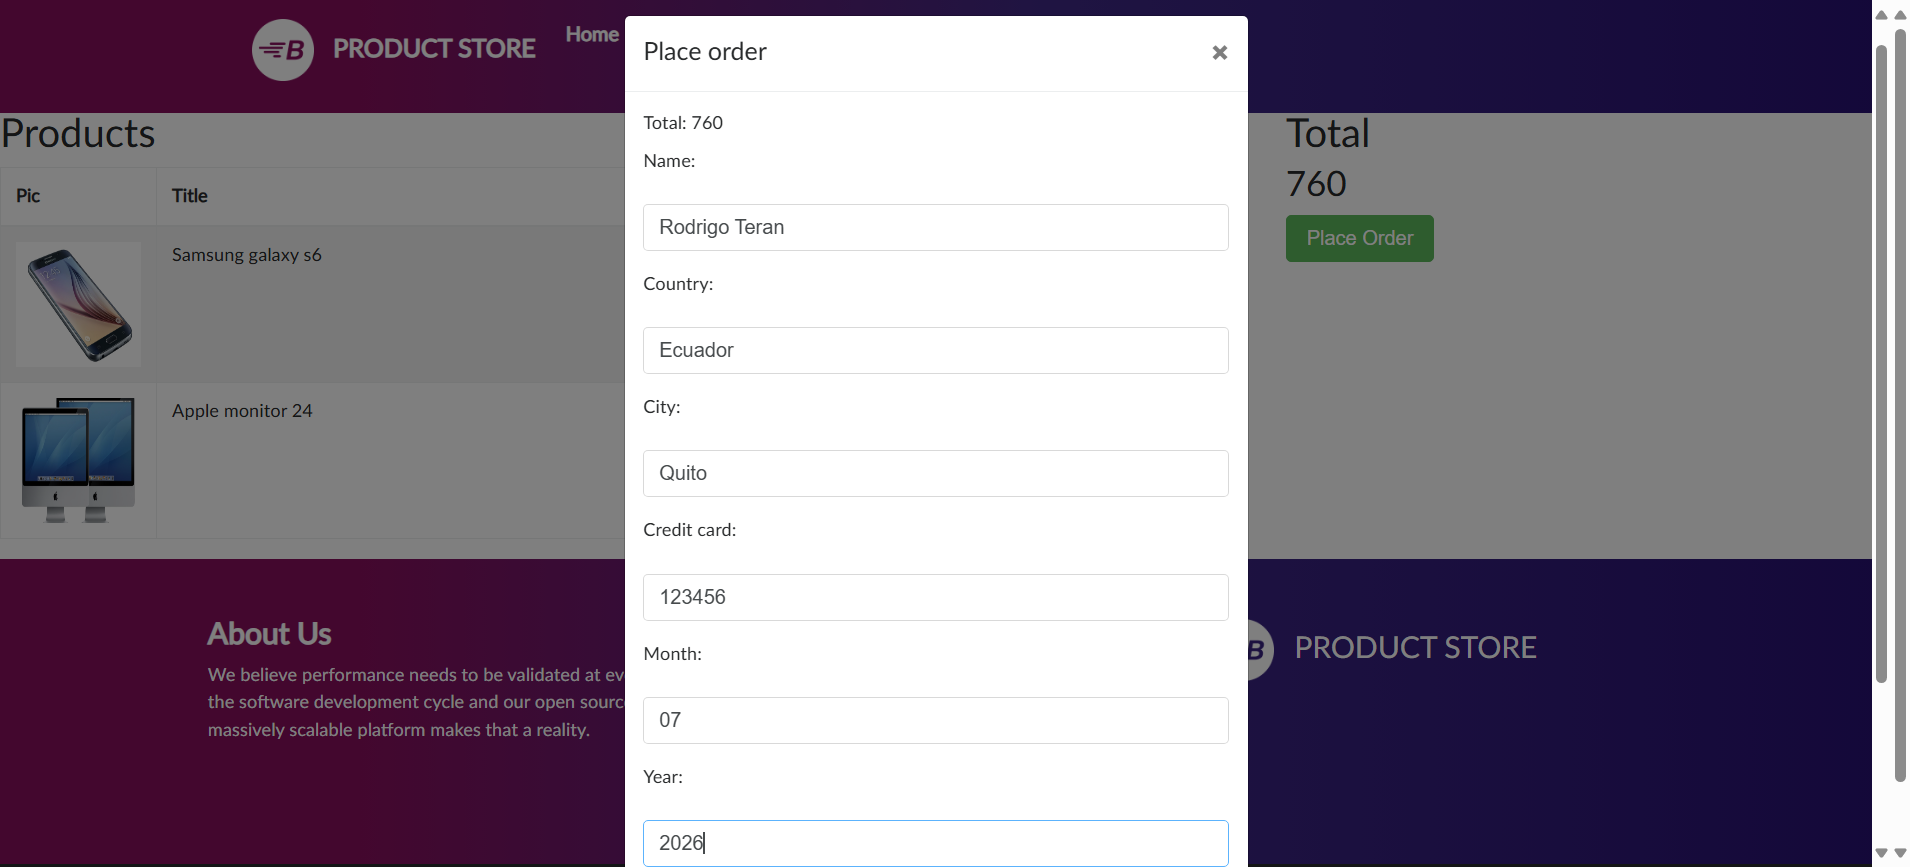 B PRODUCT STORE
Home
Place order
×
Products
Total: 760
Total
760
Name:
Pic
Title
Rodrigo Teran
Place Order
Samsung galaxy s6
Country:
Ecuador
City:
Apple monitor 24
Quito
Credit card:
123456
About Us
B PRODUCT STORE
Month:
We believe performance needs to be validated at ev
the software development cycle and our open sourc
07
massively scalable platform makes that a reality.
Year:
2026